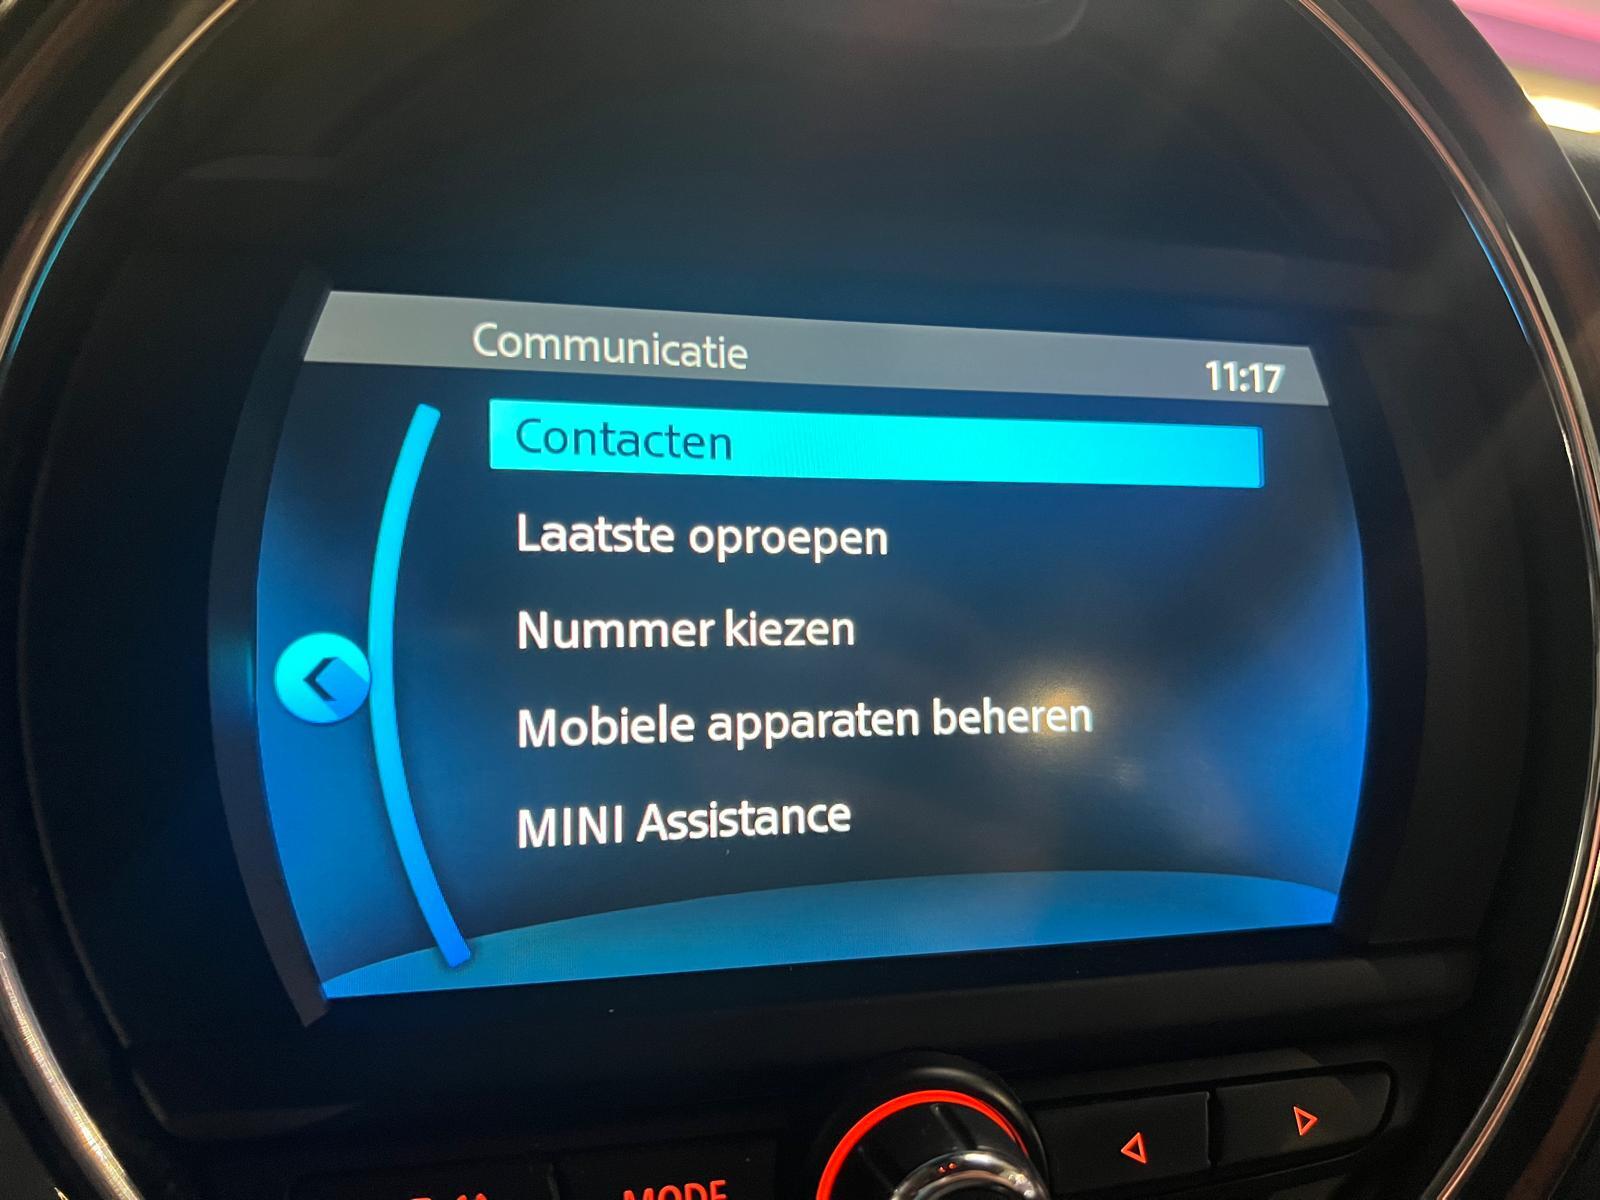 Communicatie
11:17
Contacten
Laatste oproepen
Nummer kiezen
Mobiele apparaten beheren
MINI Assistance
MODE